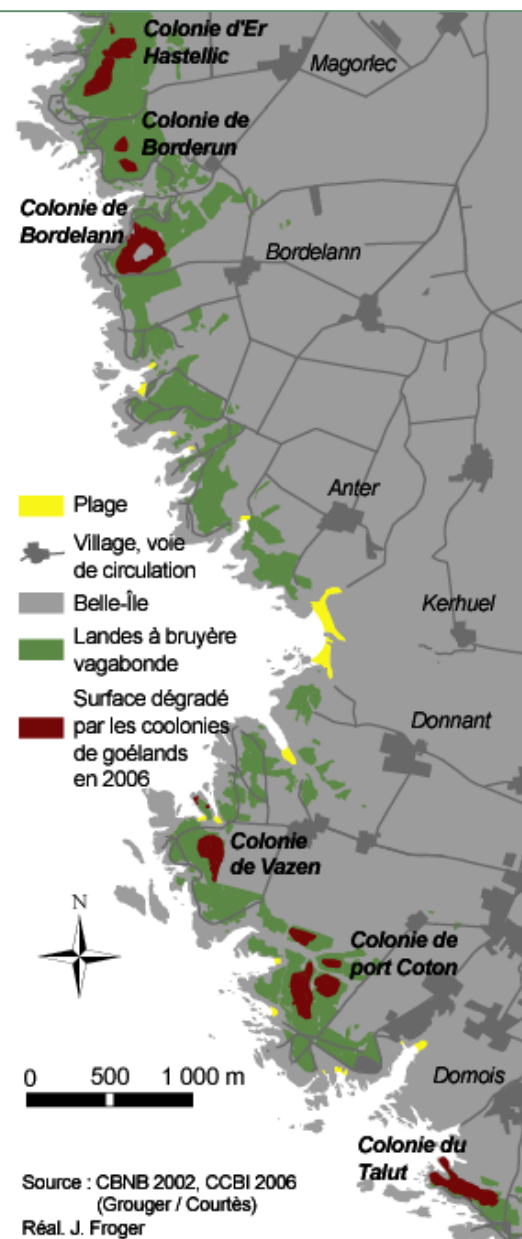 Colonie d'Er
Hastellic
Magorlec
Colonie de
Borderun
Colonie de
Bordelann
Bordelann
Anter
Plage
Village, voie
de circulation
Belle-Île
Landes à bruyère
vagabonde
Surface dégradé
par les coolonies
de goélands
en 2006
Kerhuel
Donnant
Colonie
de Vazen
N
Colonie de
port Coton
0 500 1 000 m
Domois
Colonie du
Talut
Source : CBNB 2002, CCBI 2006
(Grouger / Courtès)
Réal. J. Froger